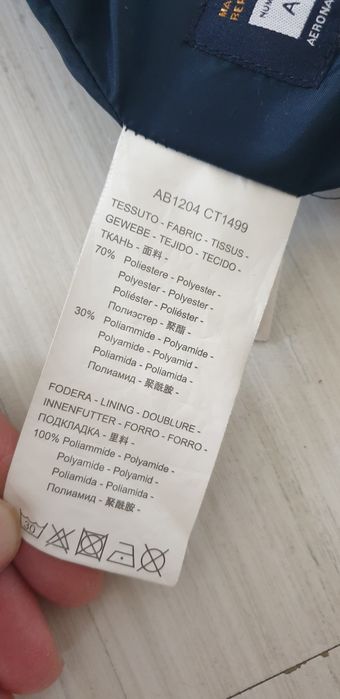 NUM
AERONA
AB1204 CT1499
TESSUTO - FABRIC - TISSUS -
GEWEBE - TEJIDO - TECIDO -
ТКАНЬ - 面料 -
70% Poliestere - Polyester -
Polyester - Polyester -
Poliéster - Poliéster -
Полиэстер - 聚酯 -
30% Poliammide - Polyamide -
Polyamide - Polyamid -
Poliamida - Poliamida -
Полиамид - 聚酰胺 -
FODERA - LINING - DOUBLURE -
INNENFUTTER - FORRO - FORRO -
ПОДКЛАДКА - 里料 -
100% Poliammide - Polyamide -
Polyamide - Polyamid -
Poliamida - Poliamida -
Полиамид - 聚酰胺 -
30